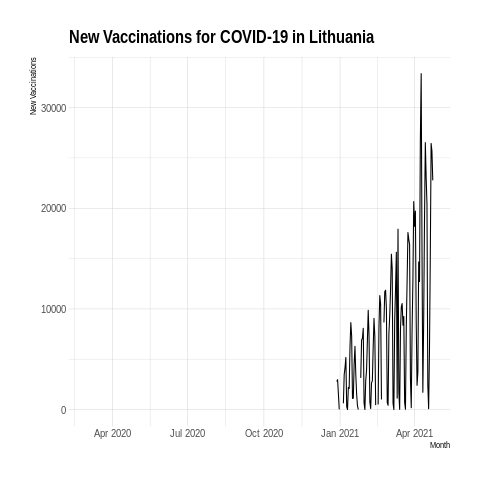 New Vaccinations for COVID-19 in Lithuania
New Vaccinations
30000
20000
10000
0
Apr 2020 Jul 2020 Oct 2020 Jan 2021 Apr 2021
Month